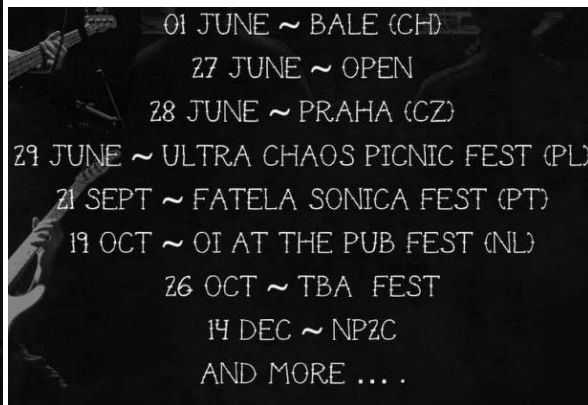 01 JUNE ~ BALE (CH)
27 JUNE ~ OPEN
28 JUNE ~ PRAHA (CZ)
29 JUNE ~ ULTRA CHAOS PICNIC FEST (PL)
21 SEPT ~ FATELA SONICA FEST (PT)
19 OCT ~ OI AT THE PUB FEST (NL)
26 OCT ~ TBA FEST
14 DEC ~ NPZC
AND MORE ... .